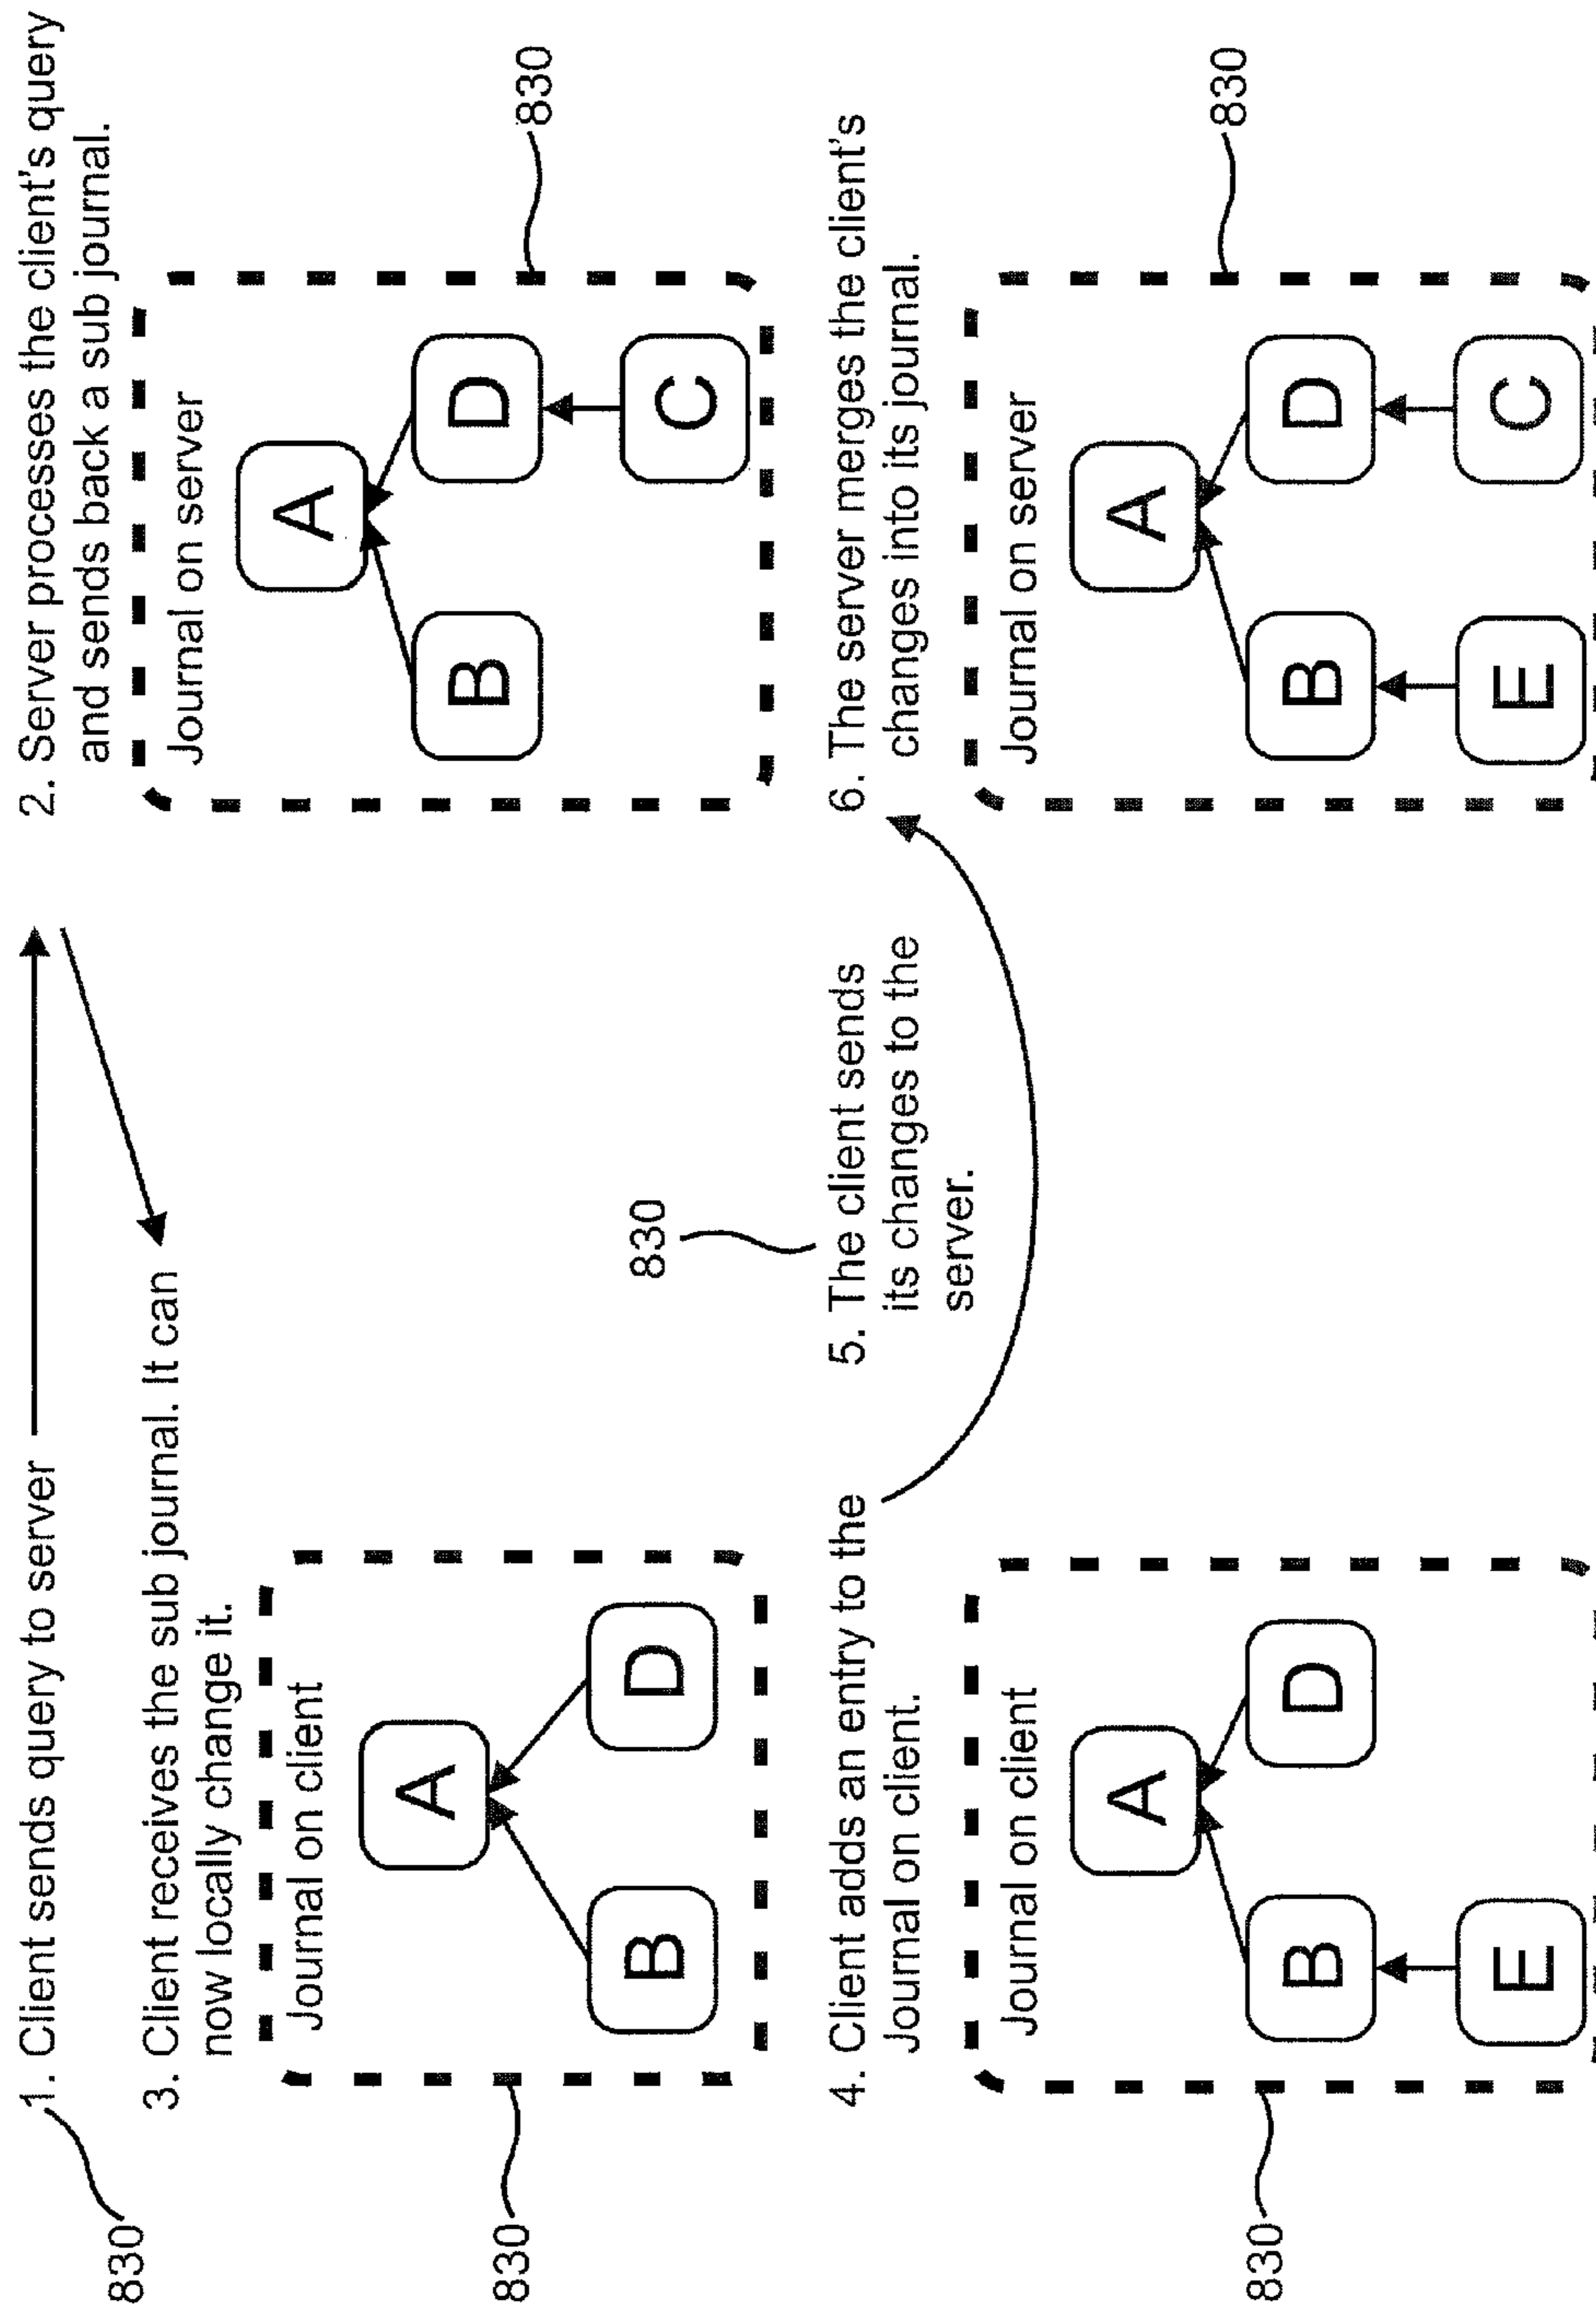 830
1. Client sends query to server
2. Server processes the client's query
and sends back a sub journal.
Journal on server
A
B
D
C
830
3. Client receives the sub journal. It can
now locally change it.
Journal on client
A
B
D
830
4. Client adds an entry to the
Journal on client.
Journal on client
A
B
D
E
830
830
5. The client sends
its changes to the
server.
6. The server merges the client's
changes into its journal.
Journal on server
A
B
D
E
C
830